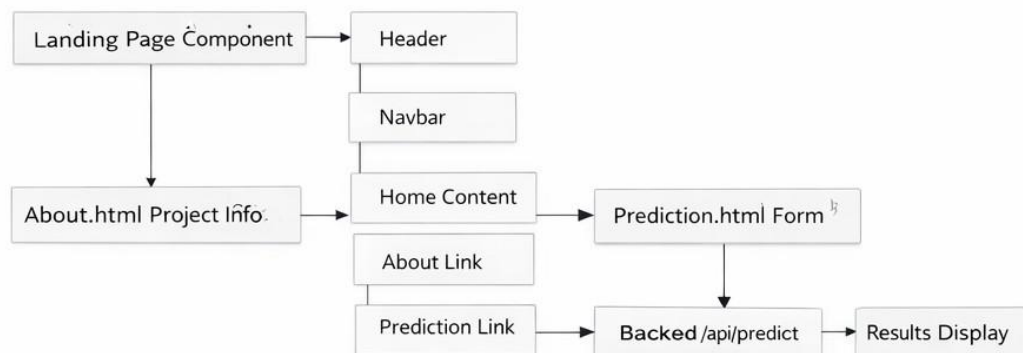 Landing Page Component
Header
Navbar
Home Content
About.html Project Info.
Prediction.html Form
About Link
Prediction Link
Backed /api/predict
Results Display